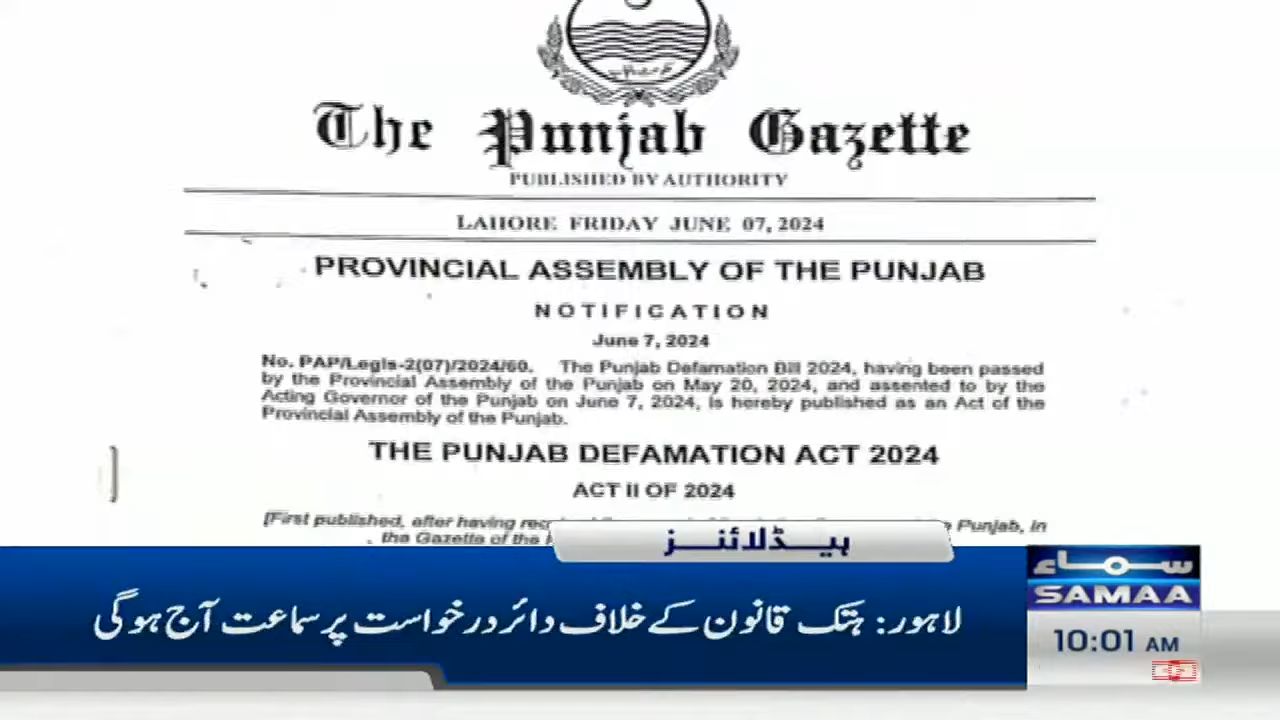 The Punjab Gazette
PUBLISHED BY AUTHORITY
LAHORE FRIDAY JUNE 07, 2024
PROVINCIAL ASSEMBLY OF THE PUNJAB
NOTIFICATION
June 7, 2024
No. PAP/Legis-2(07)/2024/60. The Punjab Defamation Bill 2024, having been passed
by the Provincial Assembly of the Punjab on May 20, 2024, and assented to by the
Acting Governor of the Punjab on June 7, 2024, is hereby published as an Act of the
Provincial Assembly of the Punjab.
THE PUNJAB DEFAMATION ACT 2024
ACT II OF 2024
[First published, after having rec Punjab, in
the Gazette of the
ہیڈلائنز
لاہور: ہتک قانون کے خلاف دائر درخواست پر سماعت آج ہوگی
سماء
SAMAA
10:01 AM